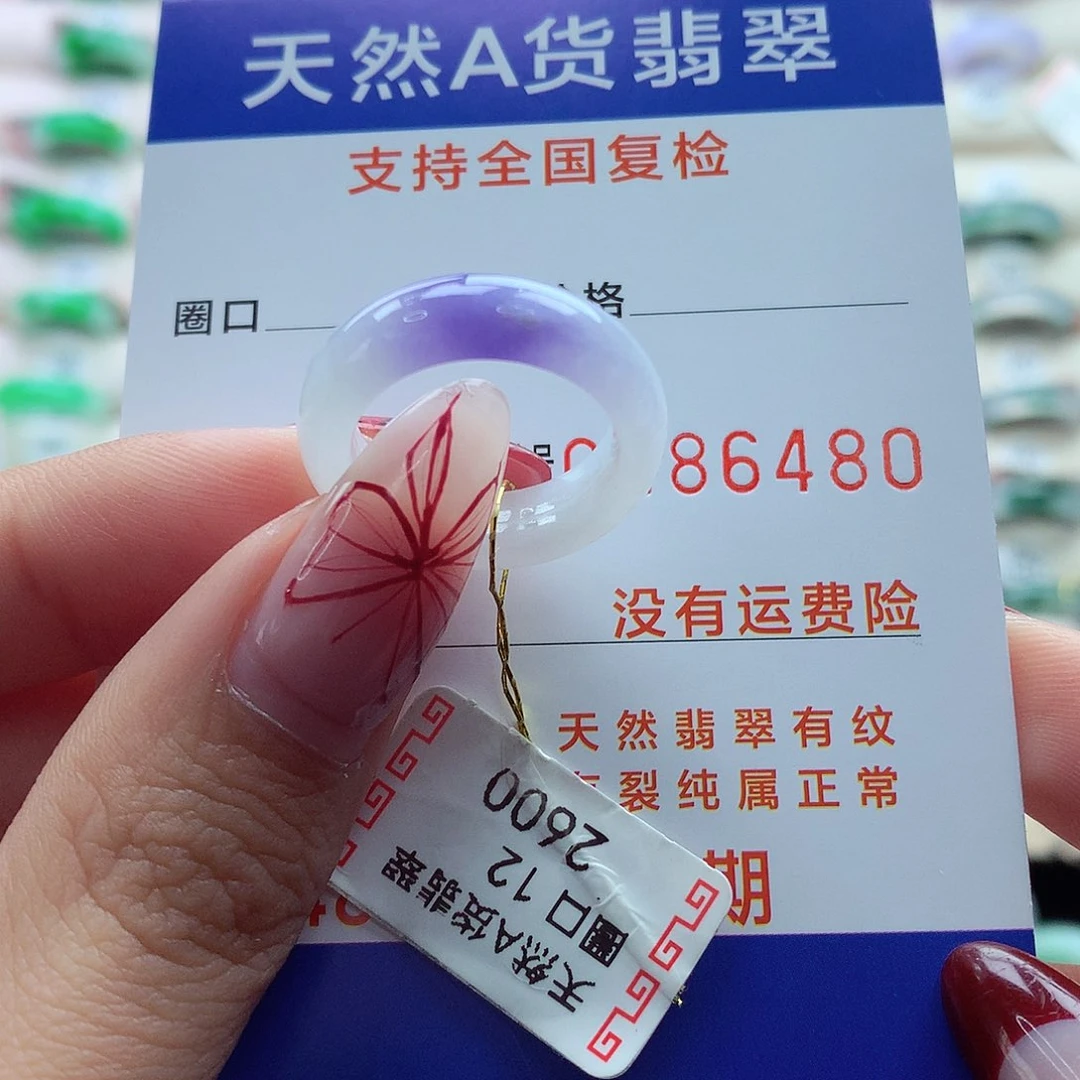 天然A货翡翠
支持全国复检
圈口 格
号 86480
没有运费险
天然翡翠有纹
裂纯属正常
期
天然A货翡翠
圈口 12
2600